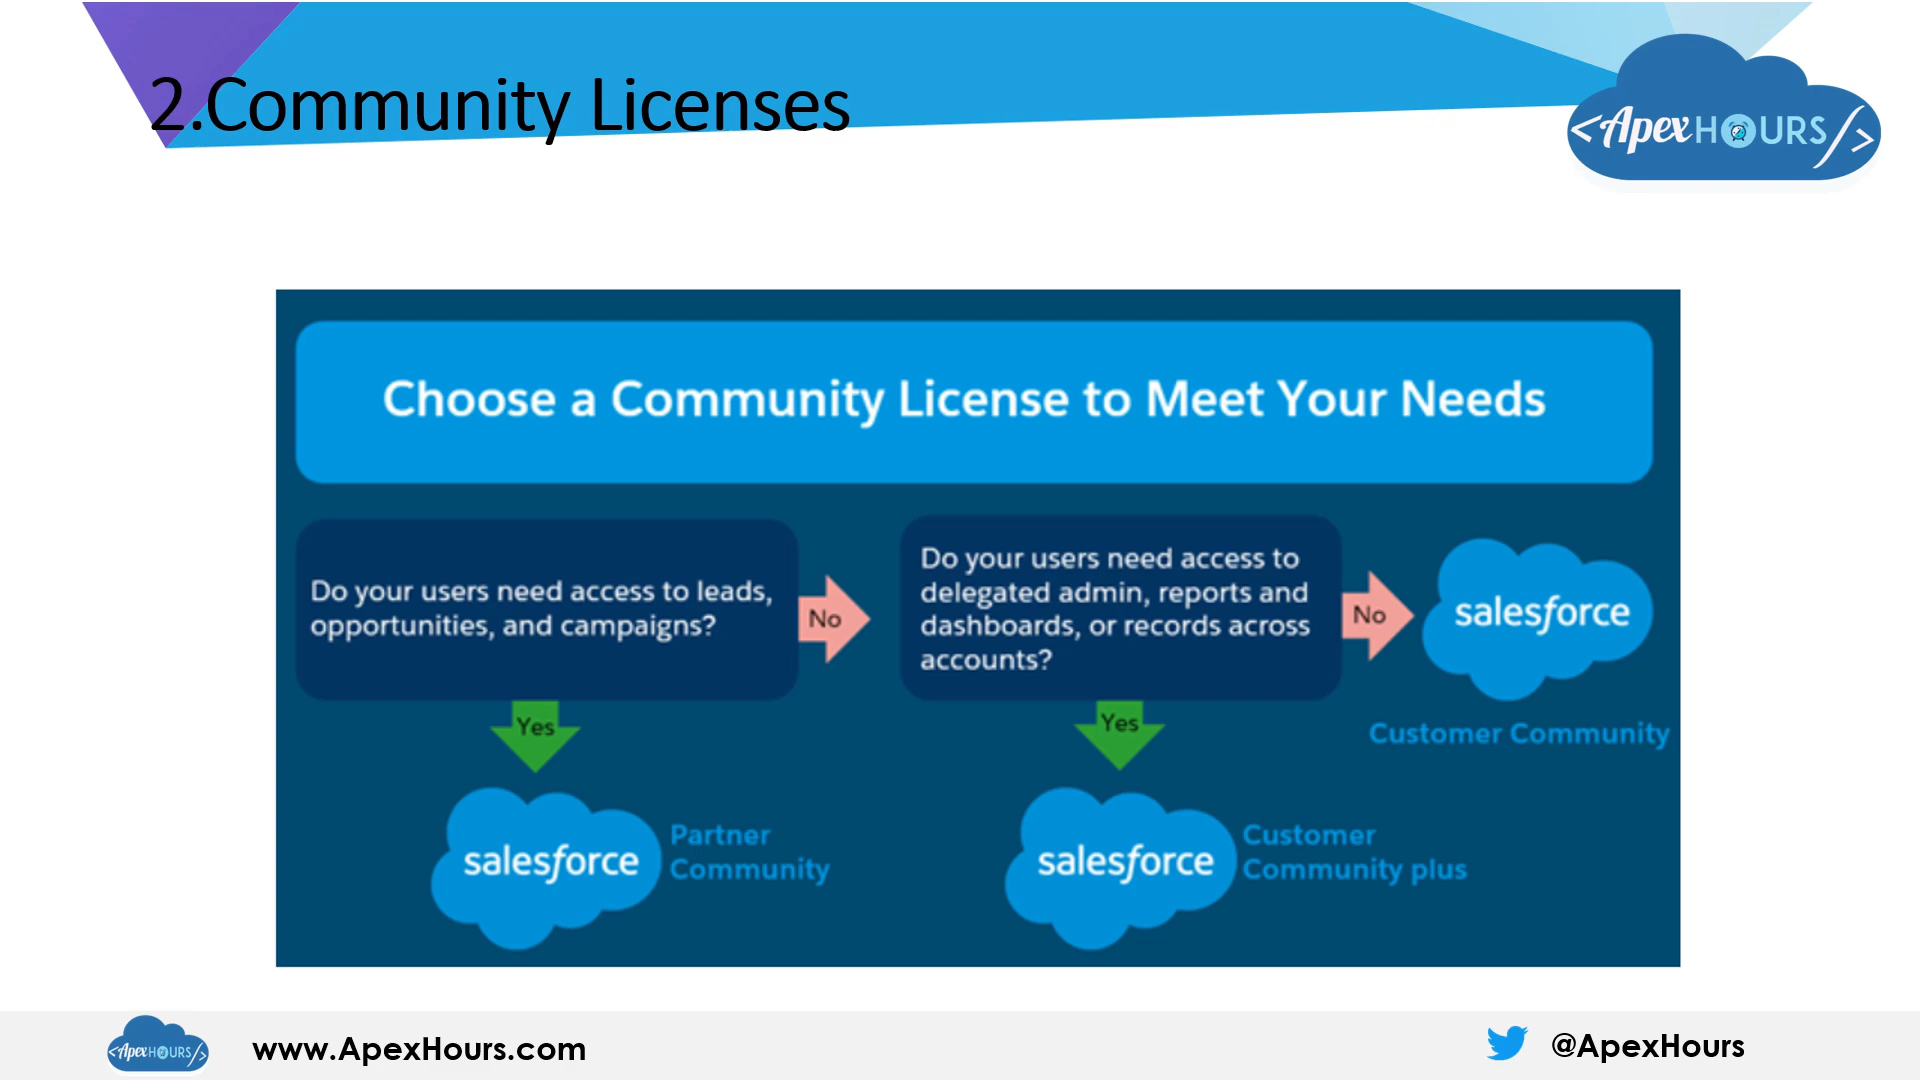 2.Community Licenses
<ApexHOURS/>
Choose a Community License to Meet Your Needs
Do your users need access to leads,
opportunities, and campaigns?
No
Do your users need access to
delegated admin, reports and
dashboards, or records across
accounts?
No
salesforce
Customer Community
Yes
Yes
salesforce
Partner
Community
salesforce
Customer
Community plus
<ApexHOURS/>
www.ApexHours.com
@ApexHours